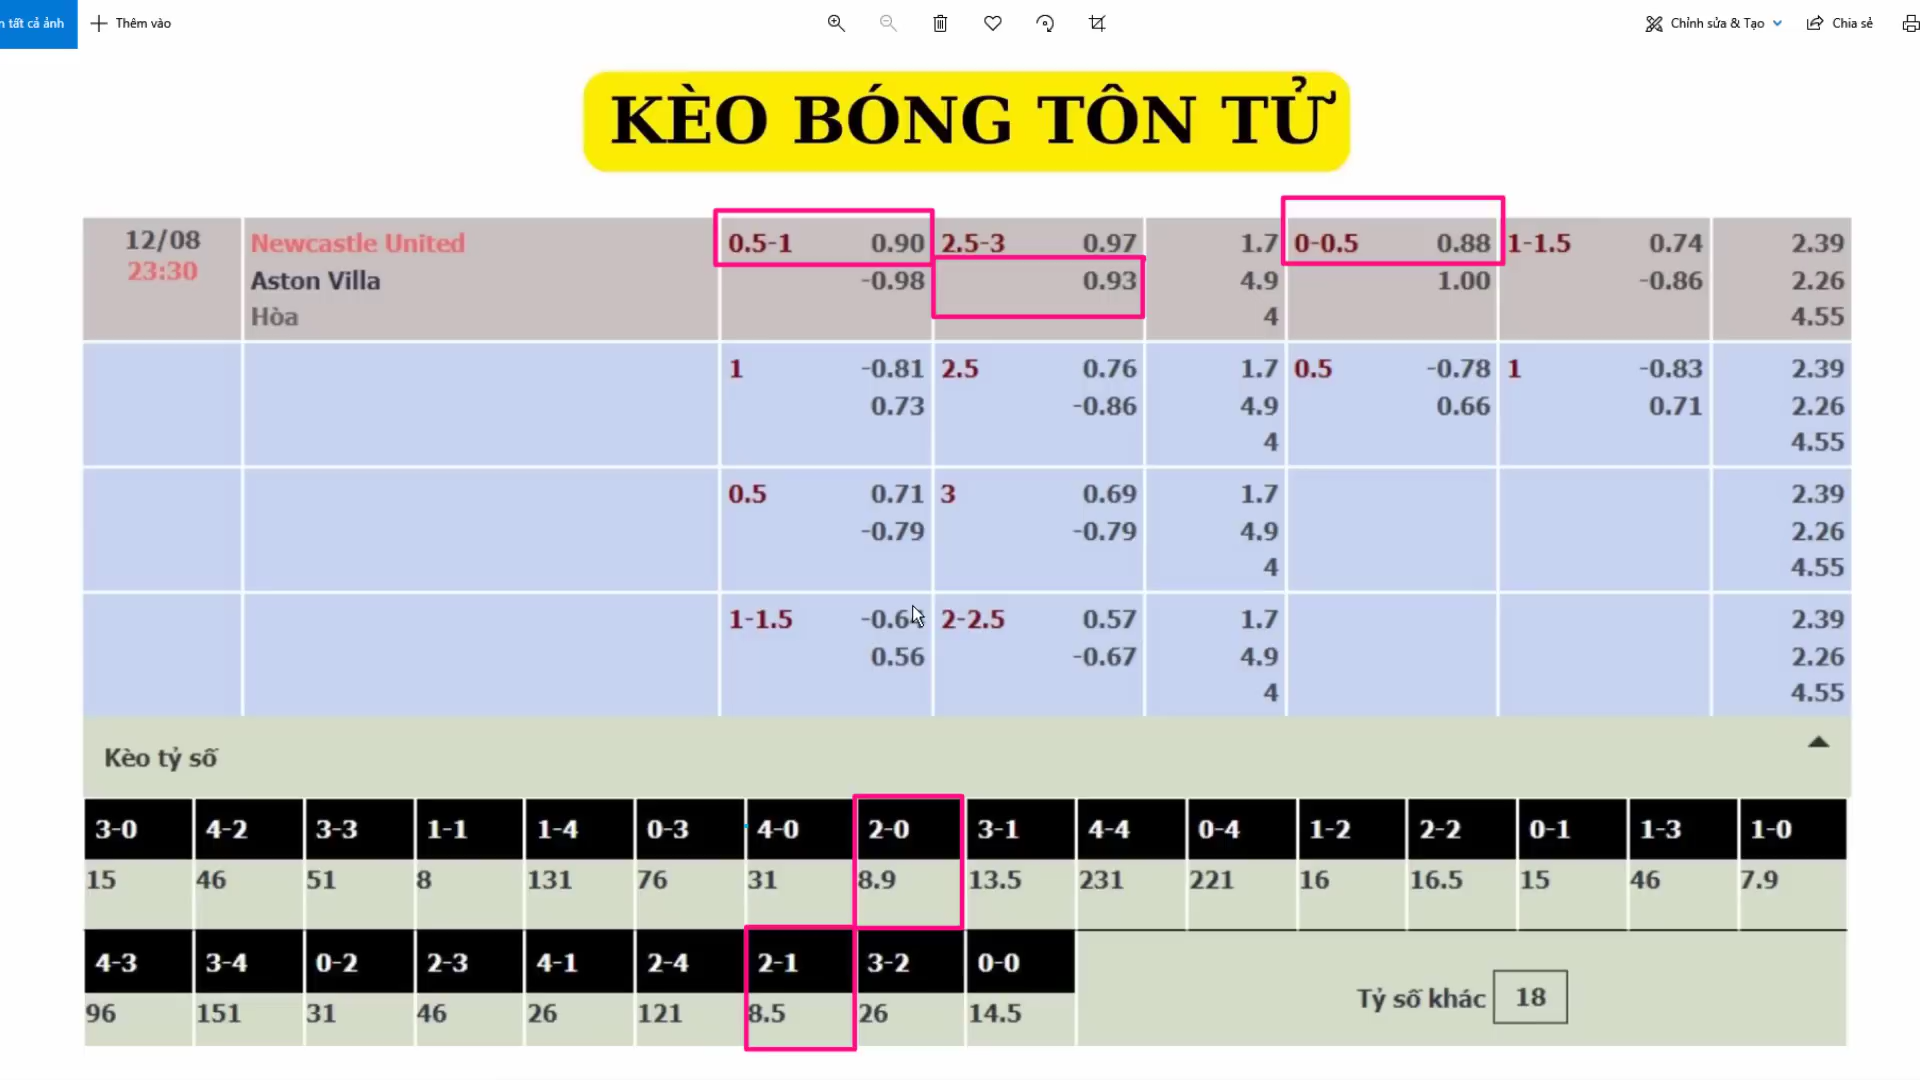 n tất cả ảnh Thêm vào Chỉnh sửa & Tạo Chia sẻ
KÈO BÓNG TÔN TỬ
12/08 Newcastle United 0.5-1 0.90 2.5-3 0.97 1.7 0-0.5 0.88 1-1.5 0.74 2.39
23:30 Aston Villa -0.98 0.93 4.9 1.00 -0.86 2.26
Hòa 4 4.55
1 -0.81 2.5 0.76 1.7 0.5 -0.78 1 -0.83 2.39
0.73 -0.86 4.9 0.66 0.71 2.26
4 4.55
0.5 0.71 3 0.69 1.7 2.39
-0.79 -0.79 4.9 2.26
4 4.55
1-1.5 -0.64 2-2.5 0.57 1.7 2.39
0.56 -0.67 4.9 2.26
4 4.55
Kèo tỷ số
3-0 4-2 3-3 1-1 1-4 0-3 4-0 2-0 3-1 4-4 0-4 1-2 2-2 0-1 1-3 1-0
15 46 51 8 131 76 31 8.9 13.5 231 221 16 16.5 15 46 7.9
4-3 3-4 0-2 2-3 4-1 2-4 2-1 3-2 0-0
96 151 31 46 26 121 8.5 26 14.5 Tỷ số khác 18